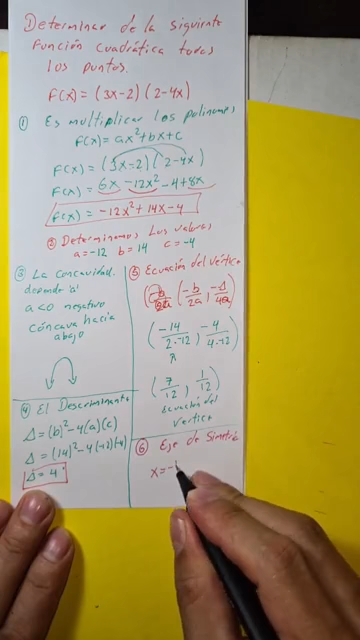 Determinar de la siguiente
función cuadrática todos
los puntos.
F(x) = (3x-2) (2-4x)
① Es multiplicar los polinomios
F(x) = ax²+bx+c
F(x) = (3x-2) (2-4x)
F(x) = 6x -12x² -4+8x
F(x) = -12x²+14x-4
② Determinamos los valores
a=-12 b=14 c=-4
③ La concavidad.
depende 'a'
a<0 negativo
cóncava hacia
abajo
④ El Descriminante
Δ=(b)²-4(a)(c)
Δ=(14)²-4(-12)(-4)
Δ=4
⑤ Ecuación del vértice
(-b/2a, -Δ/4a)
(-14/2·-12, -4/4·-12)
(7/12, 1/12)
Ecuación del
vértice
⑥ Eje de Simetría
x=-